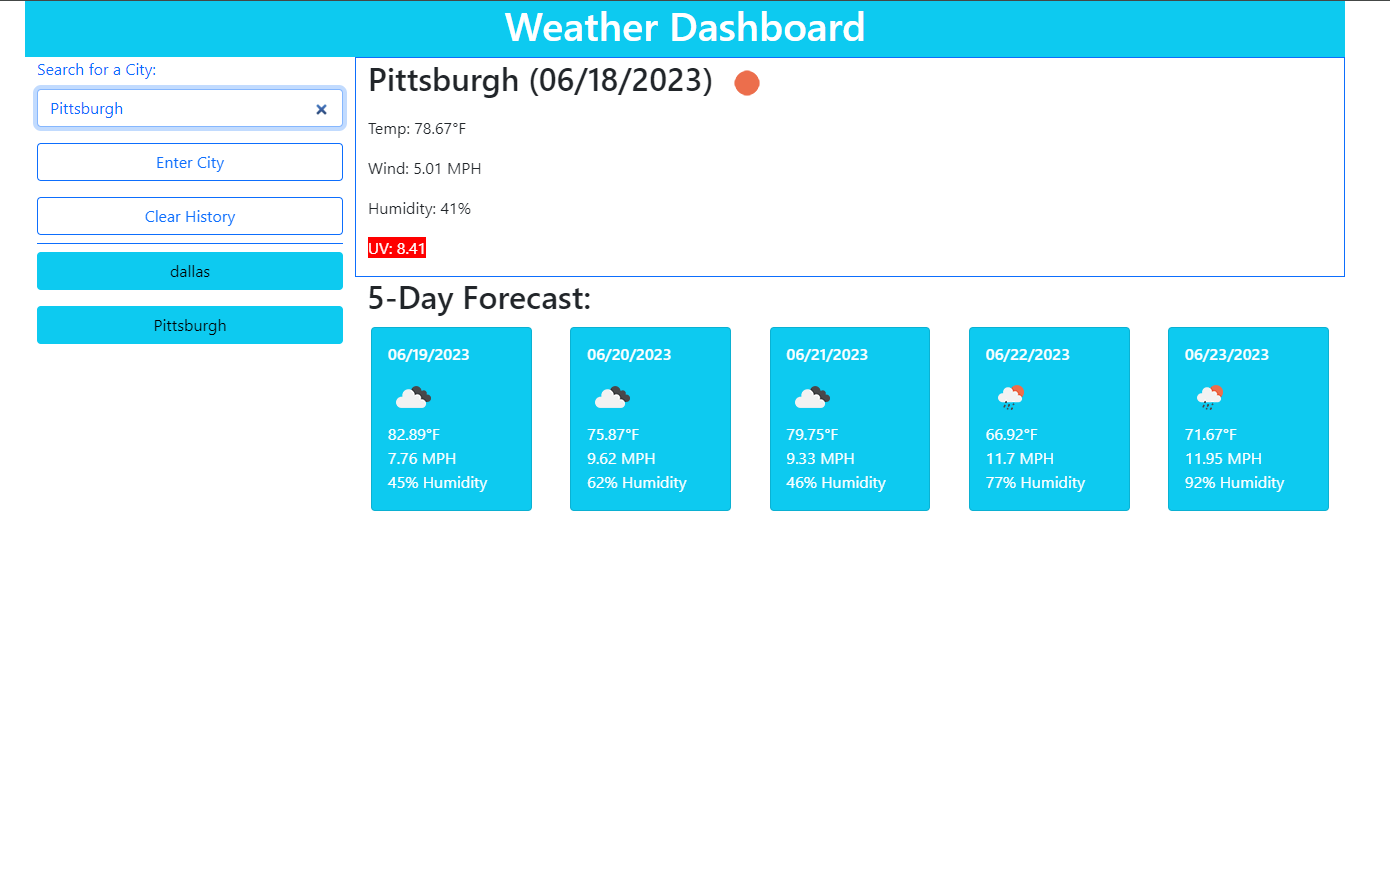 Weather Dashboard
Search for a City:
Pittsburgh
Enter City
Clear History
dallas
Pittsburgh
Pittsburgh (06/18/2023)
Temp: 78.67°F
Wind: 5.01 MPH
Humidity: 41%
UV: 8.41
5-Day Forecast:
06/19/2023
82.89°F
7.76 MPH
45% Humidity
06/20/2023
75.87°F
9.62 MPH
62% Humidity
06/21/2023
79.75°F
9.33 MPH
46% Humidity
06/22/2023
66.92°F
11.7 MPH
77% Humidity
06/23/2023
71.67°F
11.95 MPH
92% Humidity